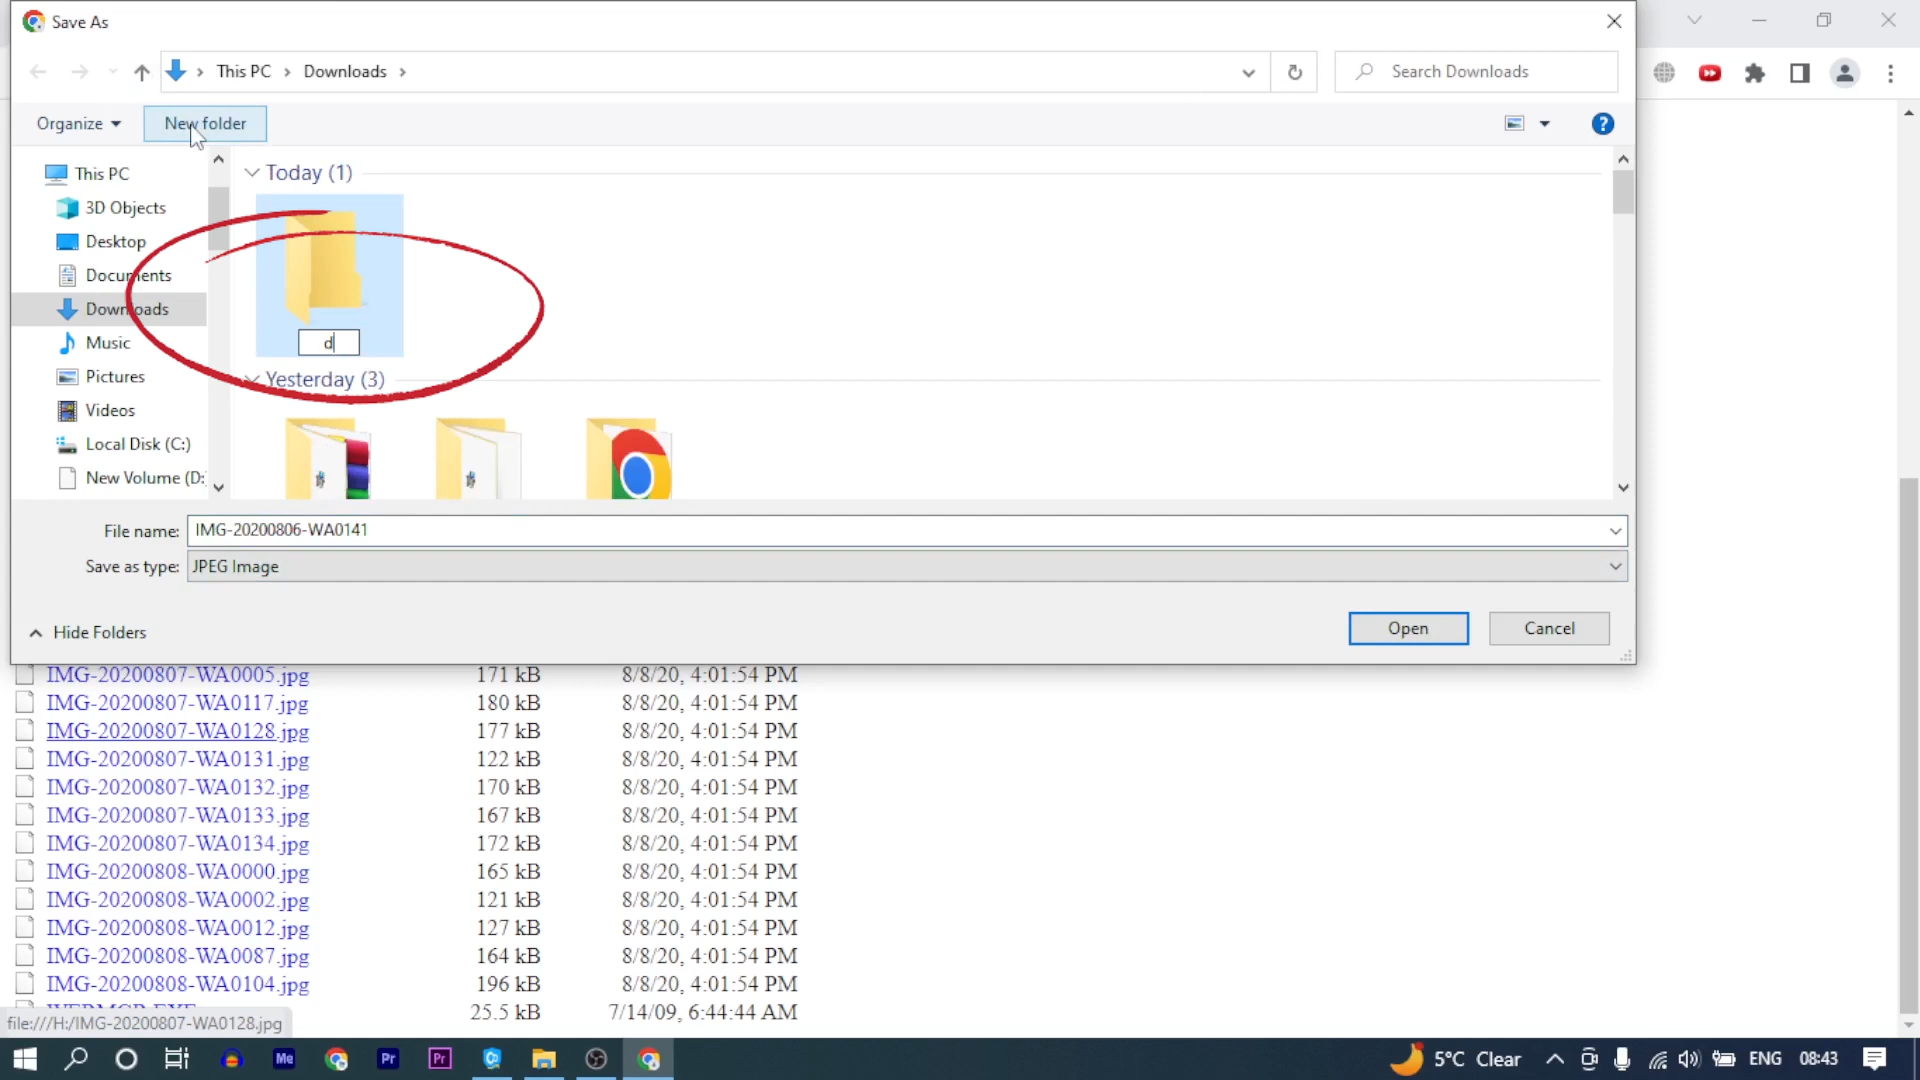 Save As
This PC > Downloads >
Search Downloads
Organize
New folder
?
This PC
3D Objects
Desktop
Documents
Downloads
Music
Pictures
Videos
Local Disk (C:)
New Volume (D:
Today (1)
d
Yesterday (3)
File name: IMG-20200806-WA0141
Save as type: JPEG Image
Hide Folders
Open
Cancel
IMG-20200807-WA0005.jpg 171 kB 8/8/20, 4:01:54 PM
IMG-20200807-WA0117.jpg 180 kB 8/8/20, 4:01:54 PM
IMG-20200807-WA0128.jpg 177 kB 8/8/20, 4:01:54 PM
IMG-20200807-WA0131.jpg 122 kB 8/8/20, 4:01:54 PM
IMG-20200807-WA0132.jpg 170 kB 8/8/20, 4:01:54 PM
IMG-20200807-WA0133.jpg 167 kB 8/8/20, 4:01:54 PM
IMG-20200807-WA0134.jpg 172 kB 8/8/20, 4:01:54 PM
IMG-20200808-WA0000.jpg 165 kB 8/8/20, 4:01:54 PM
IMG-20200808-WA0002.jpg 121 kB 8/8/20, 4:01:54 PM
IMG-20200808-WA0012.jpg 127 kB 8/8/20, 4:01:54 PM
IMG-20200808-WA0087.jpg 164 kB 8/8/20, 4:01:54 PM
IMG-20200808-WA0104.jpg 196 kB 8/8/20, 4:01:54 PM
25.5 kB 7/14/09, 6:44:44 AM
file:///H:/IMG-20200807-WA0128.jpg
Me
Pr
Pr
5°C Clear
ENG
08:43